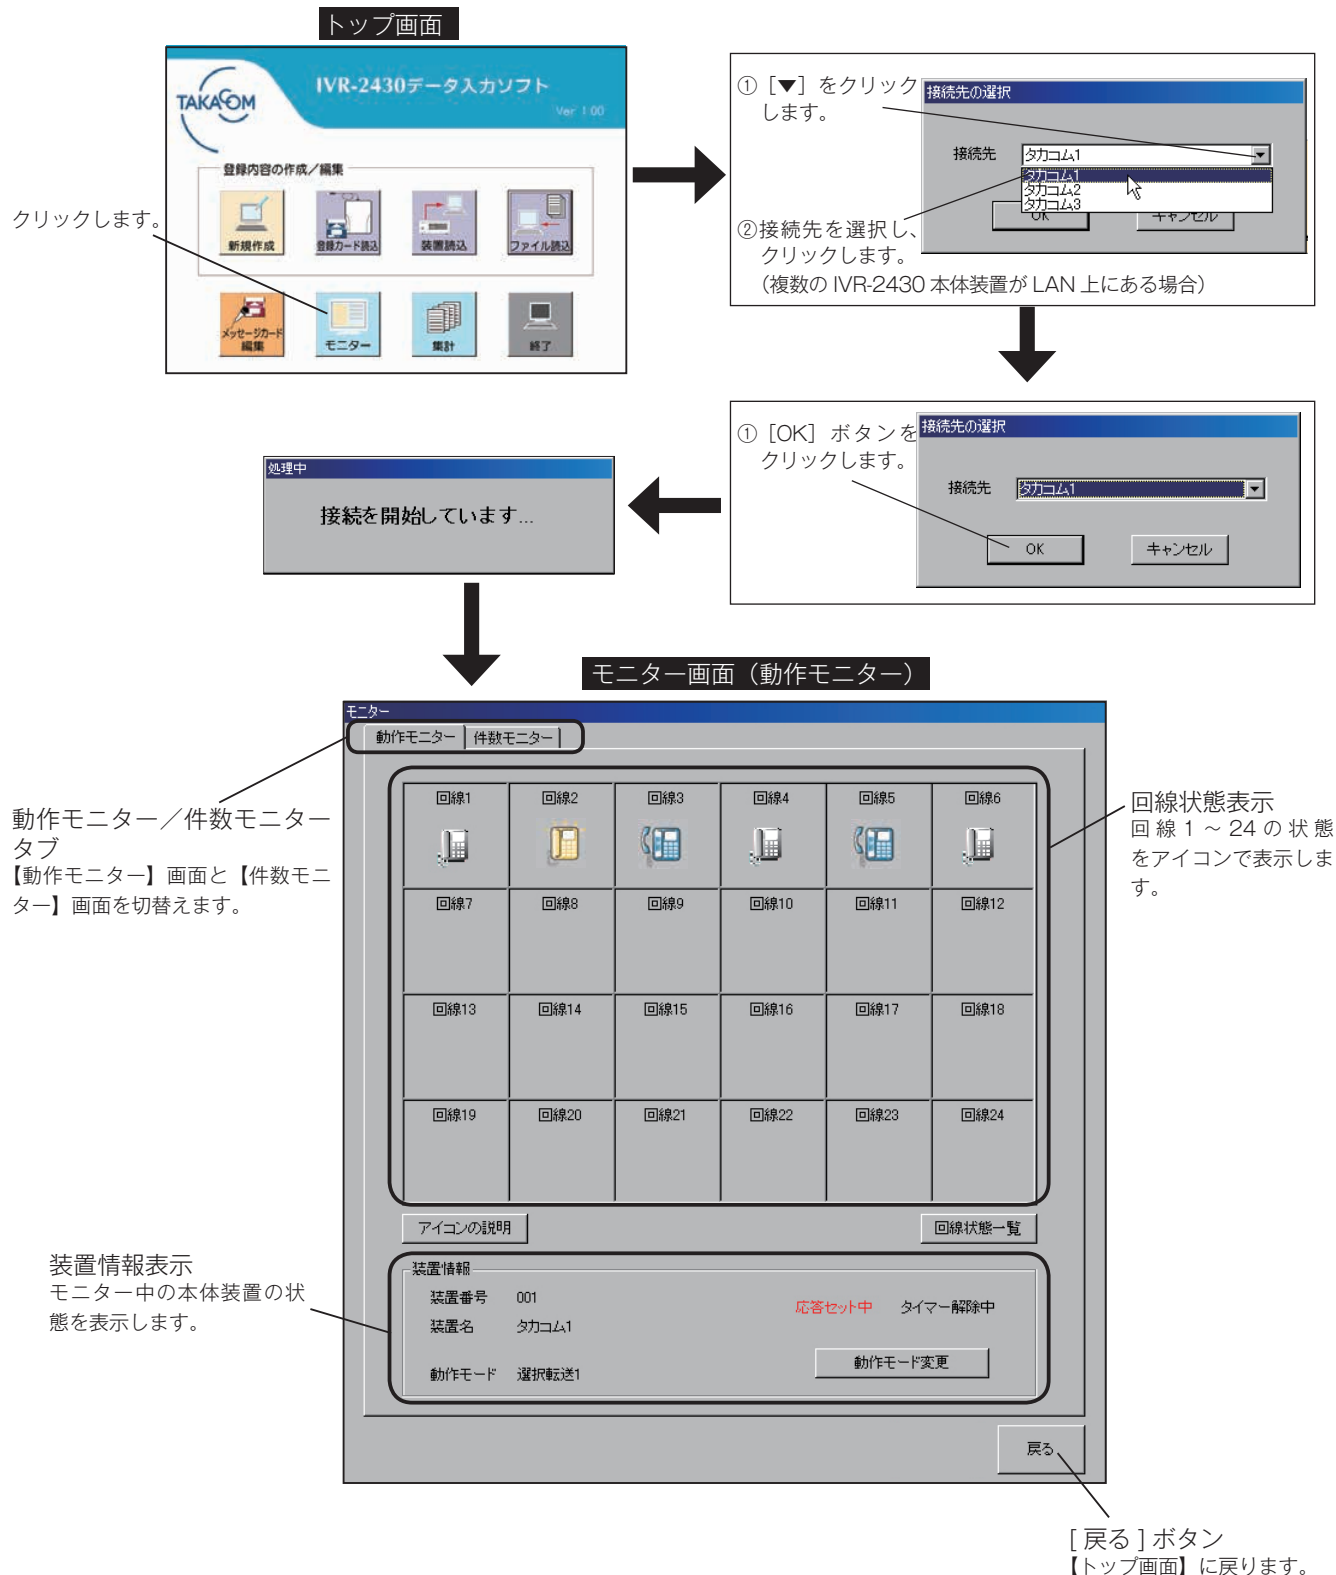 トップ画面
TAKACOM
IVR-2430データ入力ソフト
Ver 1.00
登録内容の作成／編集
新規作成
登録カード読込
装置読込
ファイル読込
クリックします。
メッセージカード
編集
モニター
集計
終了
①［▼］をクリック
します。
接続先の選択
接続先
タカコム1
タカコム1
タカコム2
タカコム3
OK
キャンセル
②接続先を選択し、
クリックします。
（複数の IVR-2430 本体装置が LAN 上にある場合）
①［OK］ボタンを
クリックします。
接続先の選択
接続先
タカコム1
OK
キャンセル
処理中
接続を開始しています...
モニター画面（動作モニター）
モニター
動作モニター
件数モニター
回線1
回線2
回線3
回線4
回線5
回線6
回線7
回線8
回線9
回線10
回線11
回線12
回線13
回線14
回線15
回線16
回線17
回線18
回線19
回線20
回線21
回線22
回線23
回線24
アイコンの説明
回線状態一覧
装置情報
装置番号 001
装置名 タカコム1
動作モード 選択転送1
応答セット中
タイマー解除中
動作モード変更
戻る
動作モニター／件数モニター
タブ
【動作モニター】画面と【件数モニ
ター】画面を切替えます。
回線状態表示
回線 1 ～ 24 の状態
をアイコンで表示しま
す。
装置情報表示
モニター中の本体装置の状
態を表示します。
[ 戻る ] ボタン
【トップ画面】に戻ります。